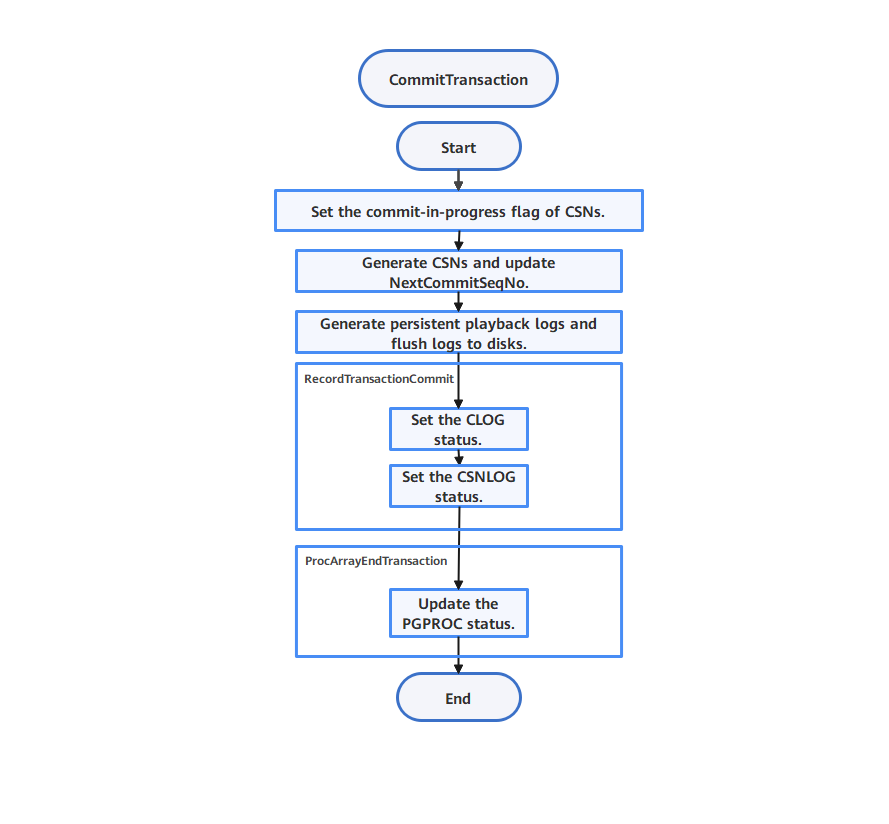 CommitTransaction
Start
Set the commit-in-progress flag of CSNs.
Generate CSNs and update
NextCommitSeqNo.
Generate persistent playback logs and
flush logs to disks.
RecordTransactionCommit
Set the CLOG
status.
Set the CSNLOG
status.
ProcArrayEndTransaction
Update the
PGPROC status.
End